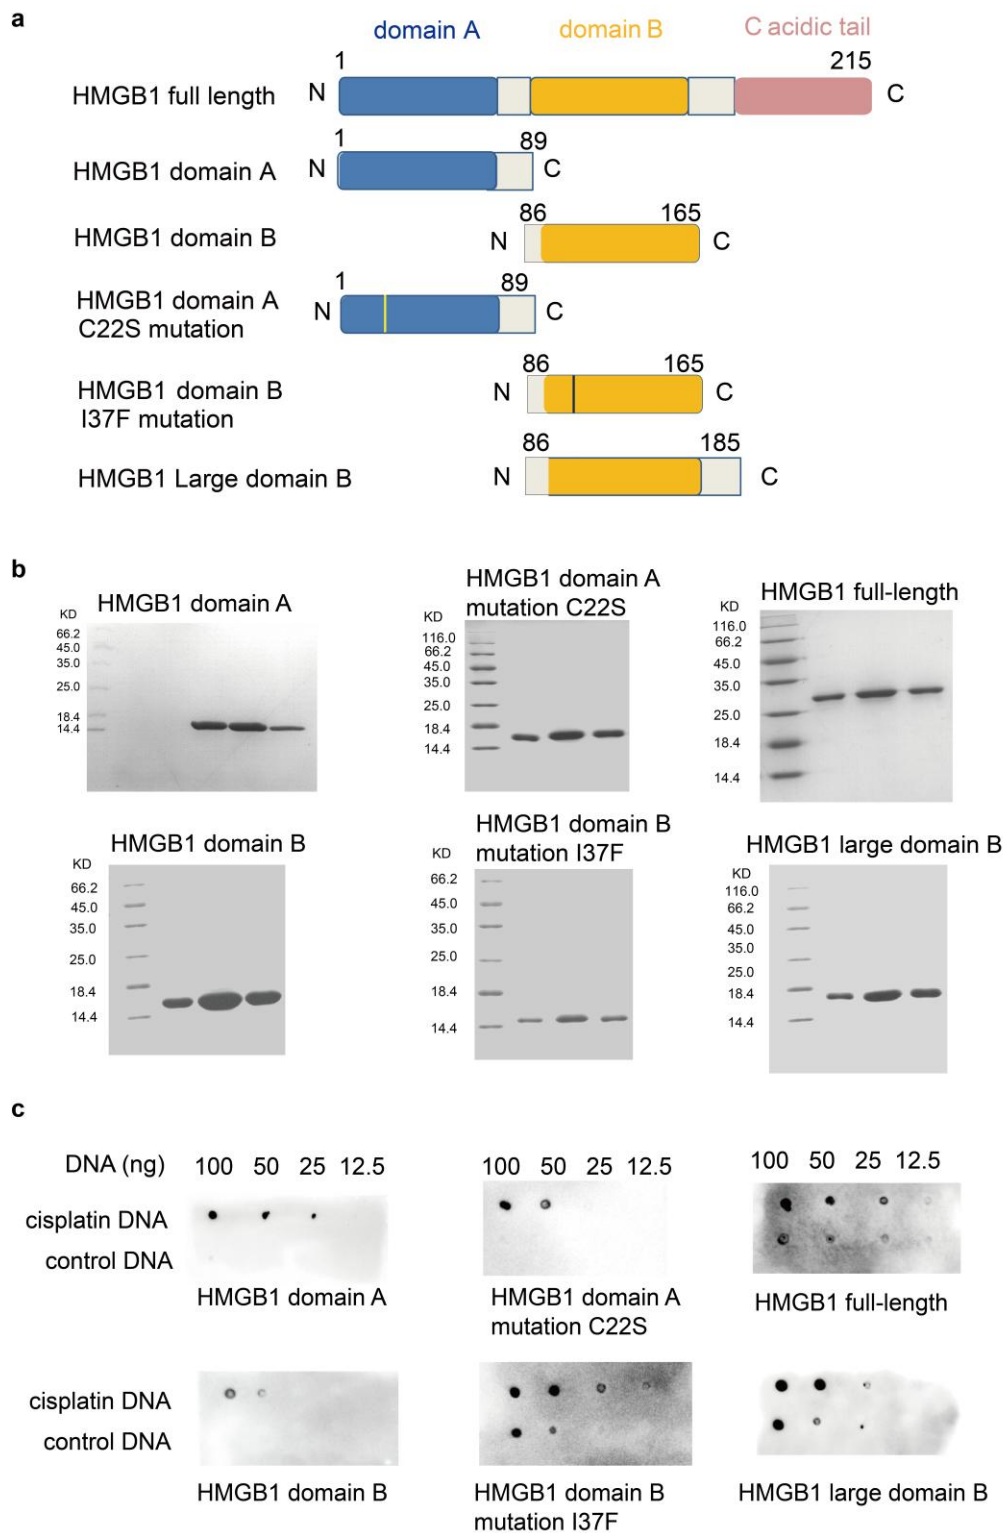 a
domain A domain B C acidic tail
1 215
HMGB1 full length N C
1 89
HMGB1 domain A N C
86 165
HMGB1 domain B N C
1 89
HMGB1 domain A N C
C22S mutation
86 165
HMGB1 domain B N C
I37F mutation
86 185
HMGB1 Large domain B N C
b
HMGB1 domain A
KD
66.2
45.0
35.0
25.0
18.4
14.4
HMGB1 domain A
mutation C22S
KD
116.0
66.2
45.0
35.0
25.0
18.4
14.4
HMGB1 full-length
KD
116.0
66.2
45.0
35.0
25.0
18.4
14.4
HMGB1 domain B
KD
66.2
45.0
35.0
25.0
18.4
14.4
HMGB1 domain B
mutation I37F
KD
66.2
45.0
35.0
25.0
18.4
14.4
HMGB1 large domain B
KD
116.0
66.2
45.0
35.0
25.0
18.4
14.4
c
DNA (ng) 100 50 25 12.5 100 50 25 12.5 100 50 25 12.5
cisplatin DNA
control DNA
HMGB1 domain A
HMGB1 domain A
mutation C22S
HMGB1 full-length
cisplatin DNA
control DNA
HMGB1 domain B
HMGB1 domain B
mutation I37F
HMGB1 large domain B